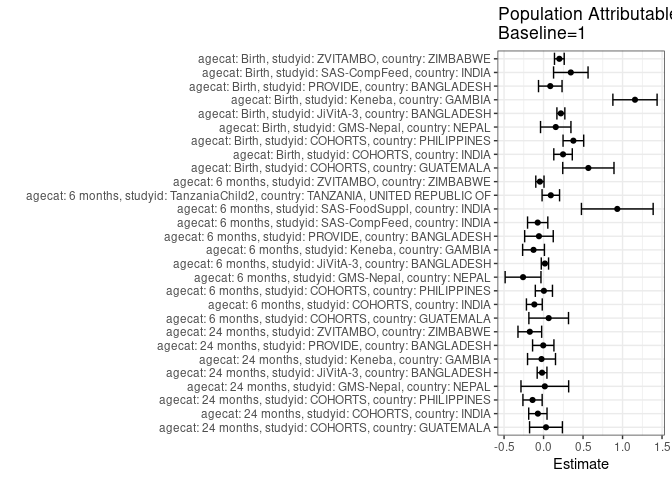 Population Attributable
Baseline=1
agecat: Birth, studyid: ZVITAMBO, country: ZIMBABWE
agecat: Birth, studyid: SAS-CompFeed, country: INDIA
agecat: Birth, studyid: PROVIDE, country: BANGLADESH
agecat: Birth, studyid: Keneba, country: GAMBIA
agecat: Birth, studyid: JiVitA-3, country: BANGLADESH
agecat: Birth, studyid: GMS-Nepal, country: NEPAL
agecat: Birth, studyid: COHORTS, country: PHILIPPINES
agecat: Birth, studyid: COHORTS, country: INDIA
agecat: Birth, studyid: COHORTS, country: GUATEMALA
agecat: 6 months, studyid: ZVITAMBO, country: ZIMBABWE
agecat: 6 months, studyid: TanzaniaChild2, country: TANZANIA, UNITED REPUBLIC OF
agecat: 6 months, studyid: SAS-FoodSuppl, country: INDIA
agecat: 6 months, studyid: SAS-CompFeed, country: INDIA
agecat: 6 months, studyid: PROVIDE, country: BANGLADESH
agecat: 6 months, studyid: Keneba, country: GAMBIA
agecat: 6 months, studyid: JiVitA-3, country: BANGLADESH
agecat: 6 months, studyid: GMS-Nepal, country: NEPAL
agecat: 6 months, studyid: COHORTS, country: PHILIPPINES
agecat: 6 months, studyid: COHORTS, country: INDIA
agecat: 6 months, studyid: COHORTS, country: GUATEMALA
agecat: 24 months, studyid: ZVITAMBO, country: ZIMBABWE
agecat: 24 months, studyid: PROVIDE, country: BANGLADESH
agecat: 24 months, studyid: Keneba, country: GAMBIA
agecat: 24 months, studyid: JiVitA-3, country: BANGLADESH
agecat: 24 months, studyid: GMS-Nepal, country: NEPAL
agecat: 24 months, studyid: COHORTS, country: PHILIPPINES
agecat: 24 months, studyid: COHORTS, country: INDIA
agecat: 24 months, studyid: COHORTS, country: GUATEMALA
-0.5 0.0 0.5 1.0 1.5
Estimate